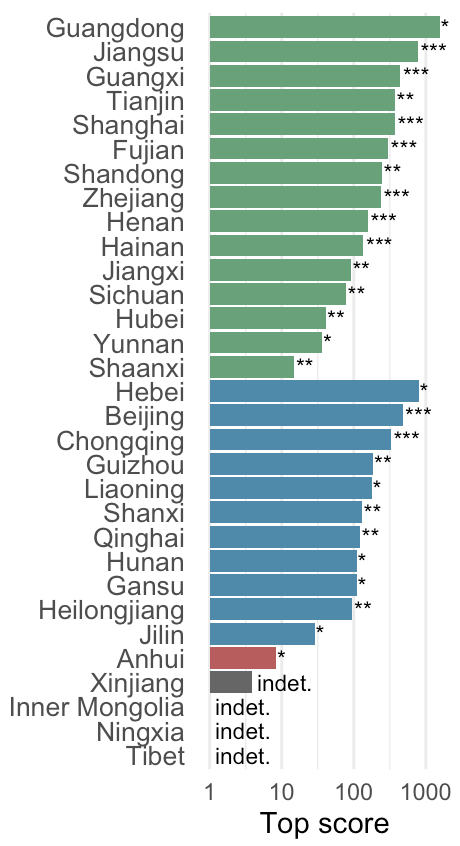 Guangdong *
Jiangsu ***
Guangxi ***
Tianjin **
Shanghai ***
Fujian ***
Shandong **
Zhejiang ***
Henan ***
Hainan ***
Jiangxi **
Sichuan **
Hubei **
Yunnan *
Shaanxi **
Hebei *
Beijing ***
Chongqing ***
Guizhou **
Liaoning *
Shanxi **
Qinghai **
Hunan *
Gansu *
Heilongjiang **
Jilin *
Anhui *
Xinjiang indet.
Inner Mongolia indet.
Ningxia indet.
Tibet indet.
1 10 100 1000
Top score